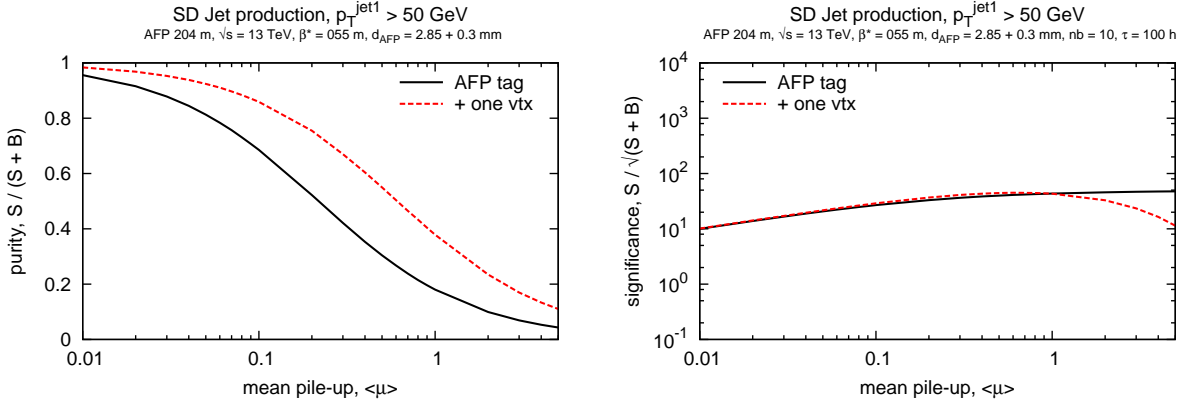 SD Jet production, p_T^jet1 > 50 GeV
AFP 204 m, √s = 13 TeV, β* = 055 m, d_AFP = 2.85 + 0.3 mm
purity, S / (S + B)
1
0.8
0.6
0.4
0.2
0
AFP tag
+ one vtx
0.01
0.1
1
mean pile-up, <μ>
SD Jet production, p_T^jet1 > 50 GeV
AFP 204 m, √s = 13 TeV, β* = 055 m, d_AFP = 2.85 + 0.3 mm, nb = 10, τ = 100 h
significance, S / √(S + B)
10^4
10^3
10^2
10^1
10^0
10^-1
AFP tag
+ one vtx
0.01
0.1
1
mean pile-up, <μ>